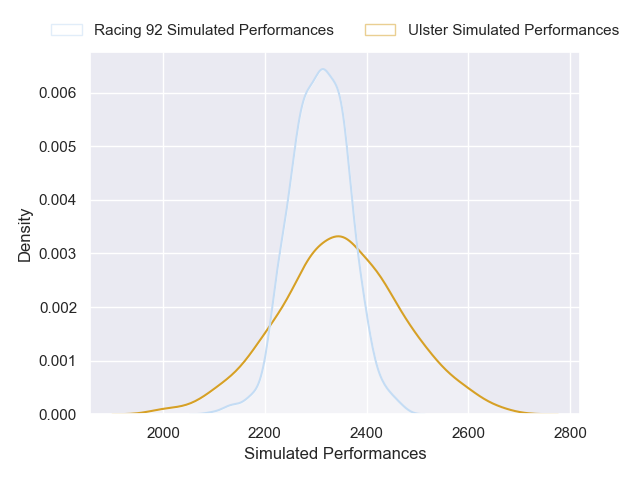 Racing 92 Simulated Performances Ulster Simulated Performances
0.006
0.005
0.004
0.003
0.002
0.001
0.000
Density
2000 2200 2400 2600 2800
Simulated Performances